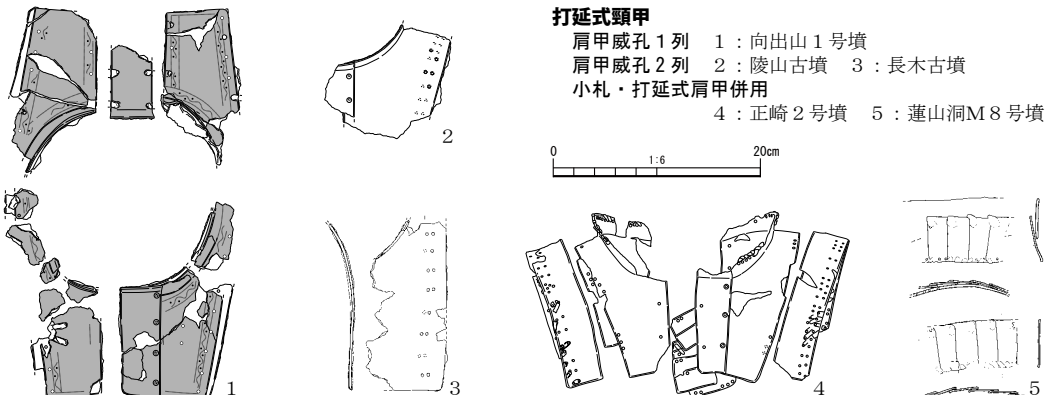 打延式頸甲
肩甲威孔1列 1:向出山1号墳
肩甲威孔2列 2:陵山古墳 3:長木古墳
小札・打延式肩甲併用
4:正崎2号墳 5:蓮山洞M8号墳
0 1:6 20cm
2
1
3
4
5